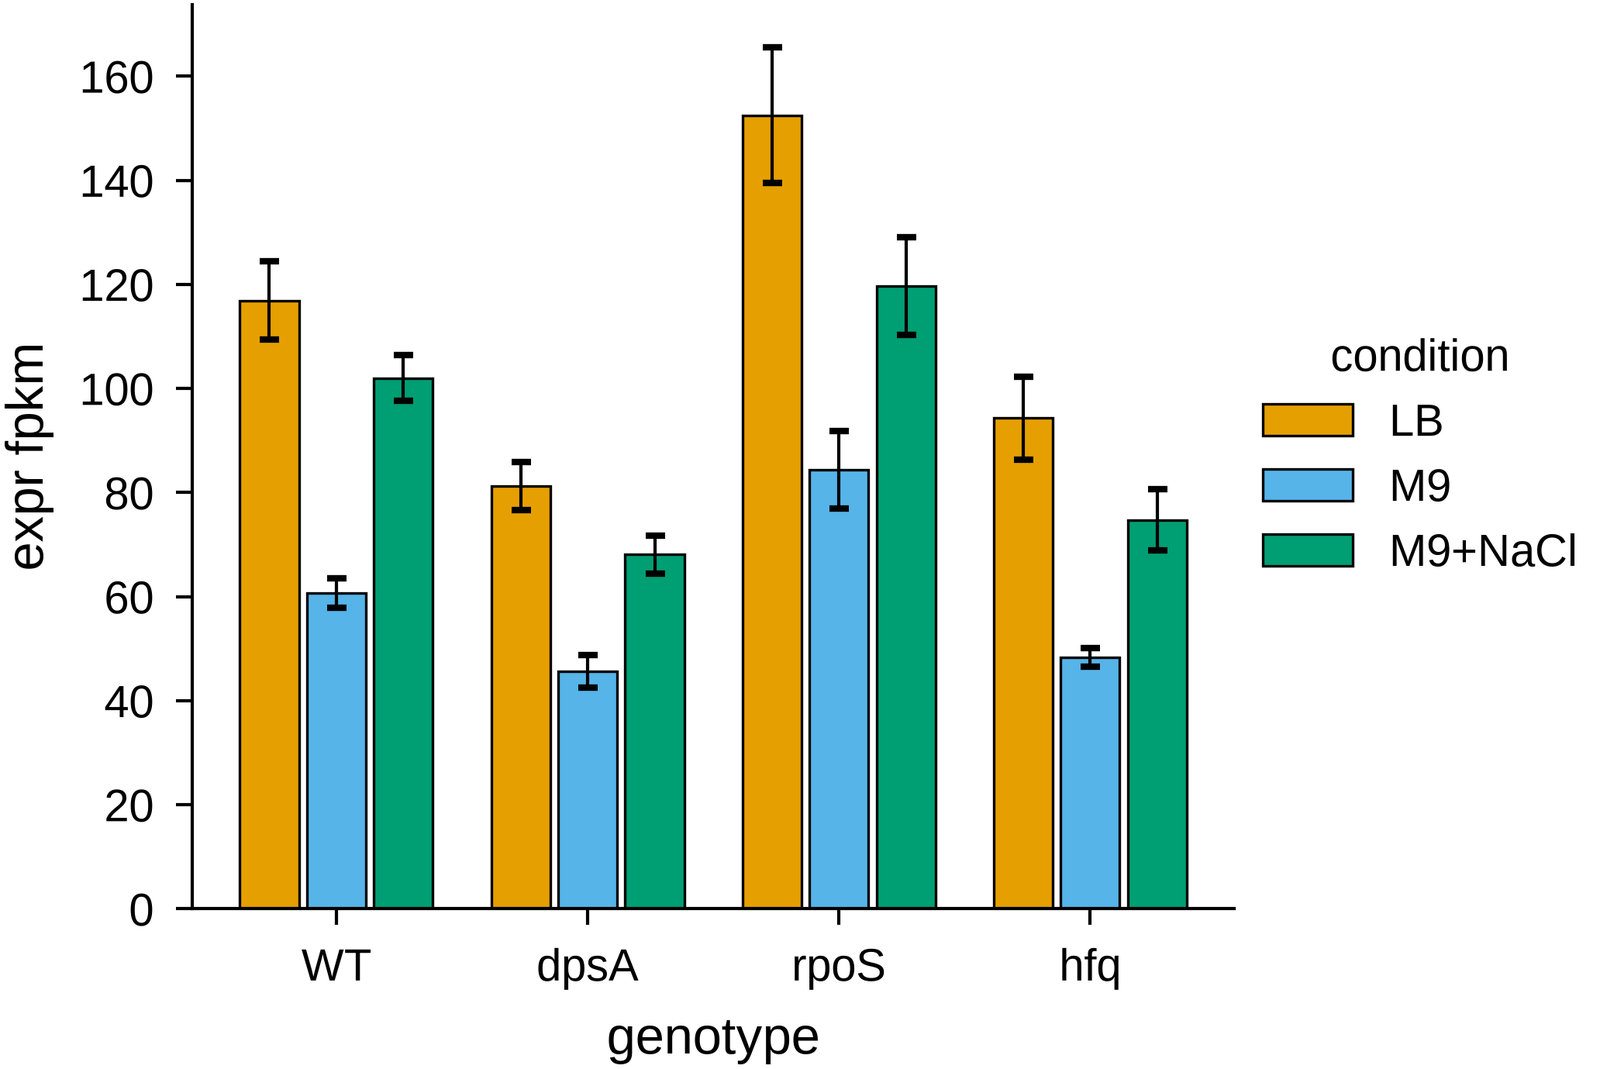 expr fpkm
160
140
120
100
80
60
40
20
0
WT dpsA rpoS hfq
genotype
condition
LB
M9
M9+NaCl